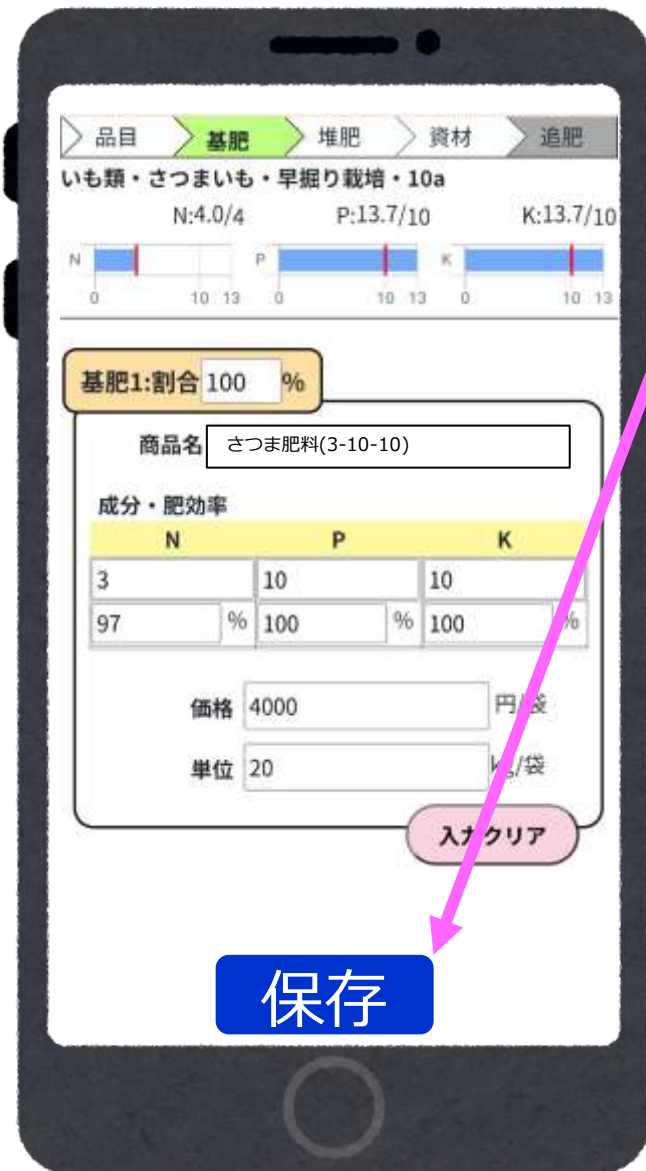 品目 基肥 堆肥 資材 追肥
いも類・さつまいも・早掘り栽培・10a
N:4.0/4 P:13.7/10 K:13.7/10
N P K
0 10 13 0 10 13 0 10 13
基肥1:割合 100 %
商品名 さつま肥料(3-10-10)
成分・肥効率
N P K
3 10 10
97 % 100 % 100 %
価格 4000 円/袋
単位 20 kg/袋
入力クリア
保存